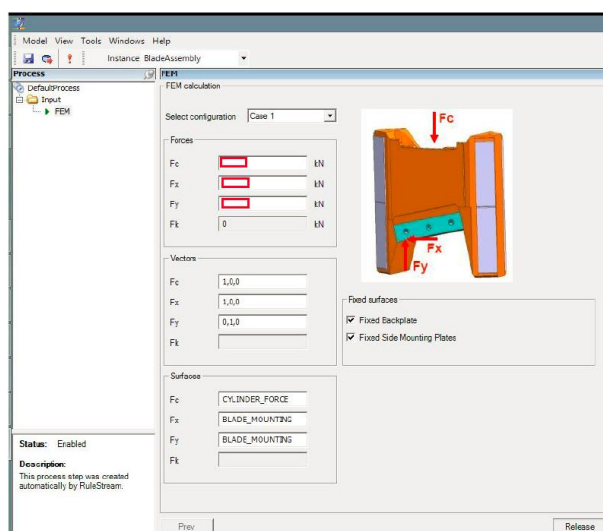 Model View Tools Windows Help
Instance BladeAssembly
Process
FEM
DefaultProcess
Input
FEM
FEM calculation
Select configuration Case 1
Forces
Fc kN
Fx kN
Fy kN
Fk 0 kN
Vectors
Fc 1,0,0
Fx 1,0,0
Fy 0,1,0
Fk
Surfaces
Fc CYLINDER_FORCE
Fx BLADE_MOUNTING
Fy BLADE_MOUNTING
Fk
Fc
Fx
Fy
Fixed surfaces
Fixed Backplate
Fixed Side Mounting Plates
Status: Enabled
Description:
This process step was created
automatically by RuleStream.
Prev
Release